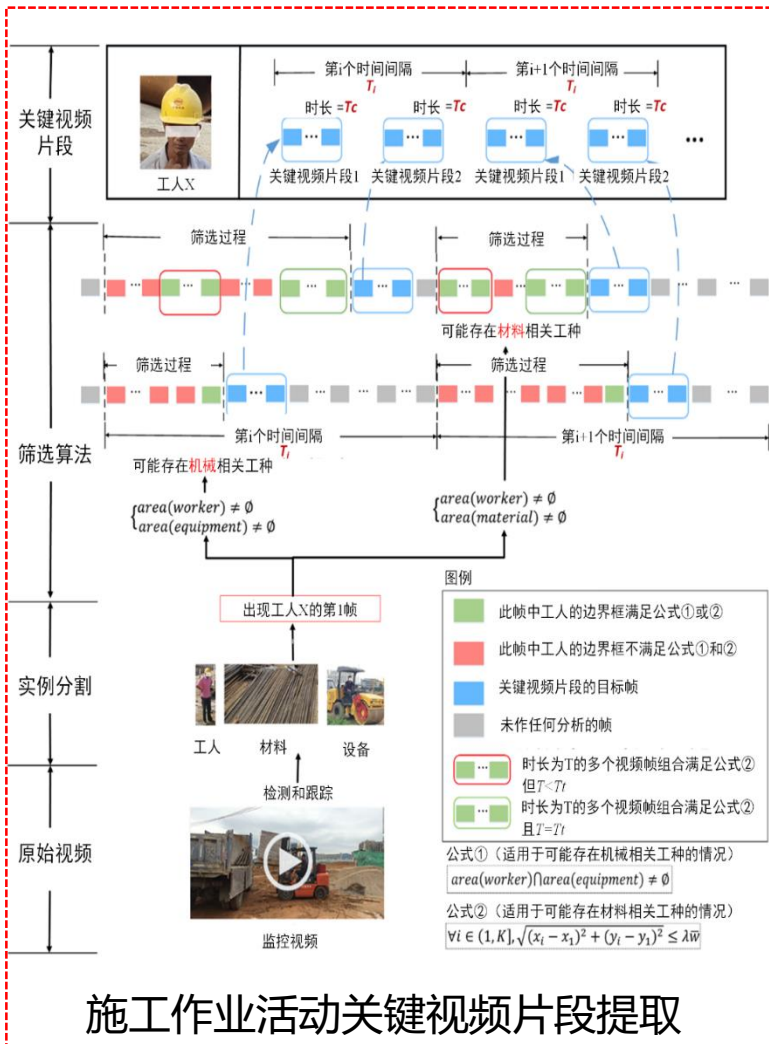 第i个时间间隔
Ti
第i+1个时间间隔
Ti
时长 =Tc
时长 =Tc
时长 =Tc
时长 =Tc
关键视频
片段
工人X
关键视频片段1
关键视频片段2
关键视频片段1
关键视频片段2
筛选过程
筛选过程
可能存在材料相关工种
筛选过程
筛选过程
筛选算法
第i个时间间隔
Ti
第i+1个时间间隔
Ti
可能存在机械相关工种
{area(worker) ≠ ∅
area(equipment) ≠ ∅
{area(worker) ≠ ∅
area(material) ≠ ∅
出现工人X的第1帧
实例分割
工人
材料
设备
检测和跟踪
原始视频
监控视频
图例
此帧中工人的边界框满足公式①或②
此帧中工人的边界框不满足公式①和②
关键视频片段的目标帧
未作任何分析的帧
时长为T的多个视频帧组合满足公式②
但T<Tt
时长为T的多个视频帧组合满足公式②
且T=Tt
公式①（适用于可能存在机械相关工种的情况）
area(worker)⋂area(equipment) ≠ ∅
公式②（适用于可能存在材料相关工种的情况）
∀i ∈ (1, K], √(xᵢ − x₁)² + (yᵢ − y₁)² ≤ λw̄
施工作业活动关键视频片段提取